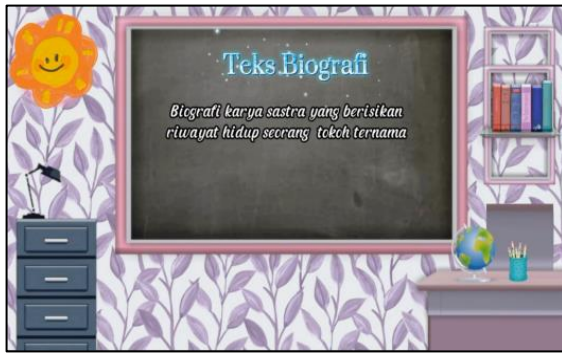 Teks Biografi
Biografi karya sastra yang berisikan
riwayat hidup seorang tokoh ternama